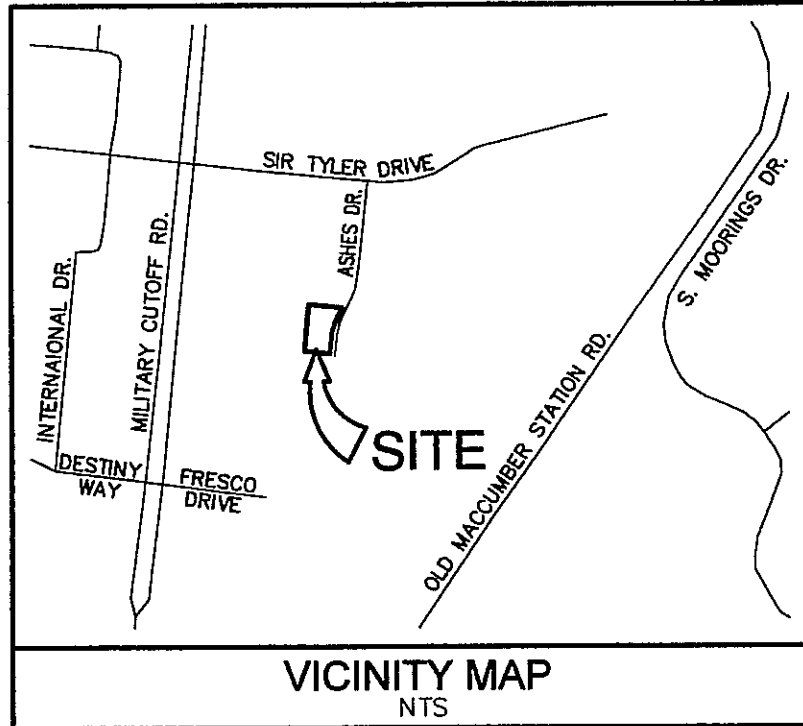 SIR TYLER DRIVE
ASHES DR.
S. MOORINGS DR.
MILITARY CUTOFF RD.
INTERNAIONAL DR.
OLD MACCUMBER STATION RD.
SITE
DESTINY
WAY
FRESCO
DRIVE
VICINITY MAP
NTS